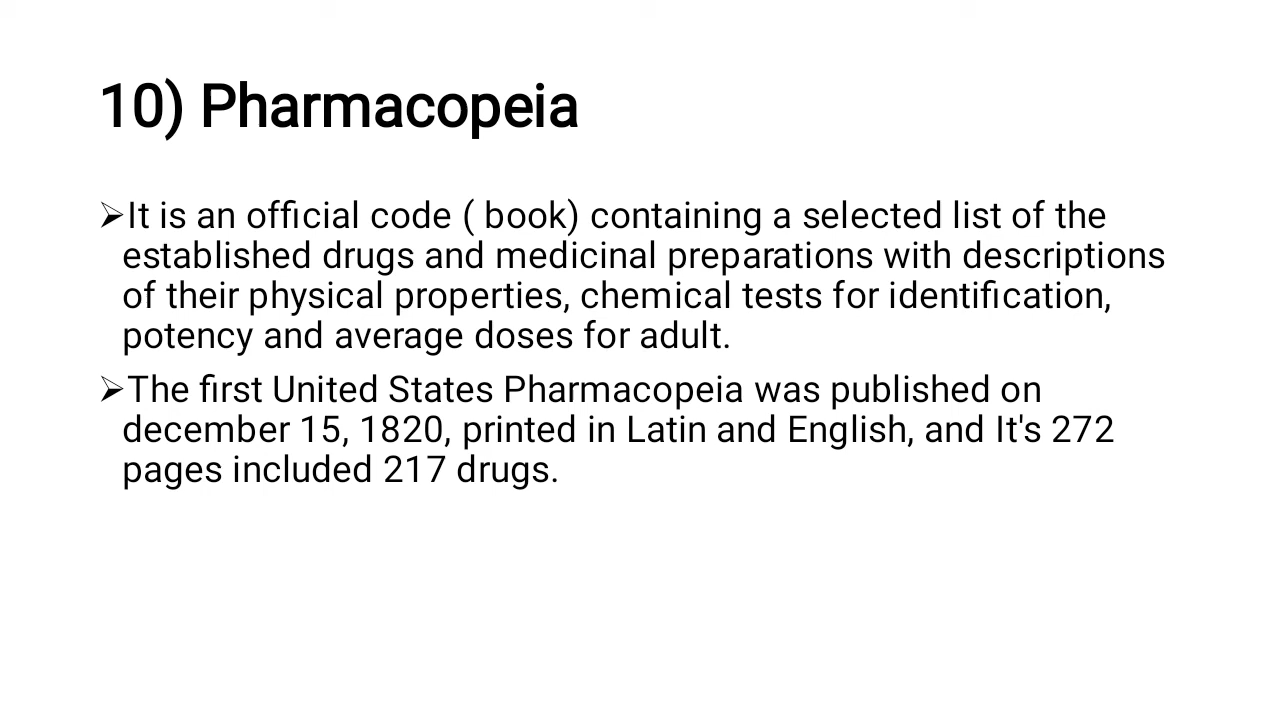 10) Pharmacopeia
➢It is an official code ( book) containing a selected list of the
established drugs and medicinal preparations with descriptions
of their physical properties, chemical tests for identification,
potency and average doses for adult.
➢The first United States Pharmacopeia was published on
december 15, 1820, printed in Latin and English, and It's 272
pages included 217 drugs.